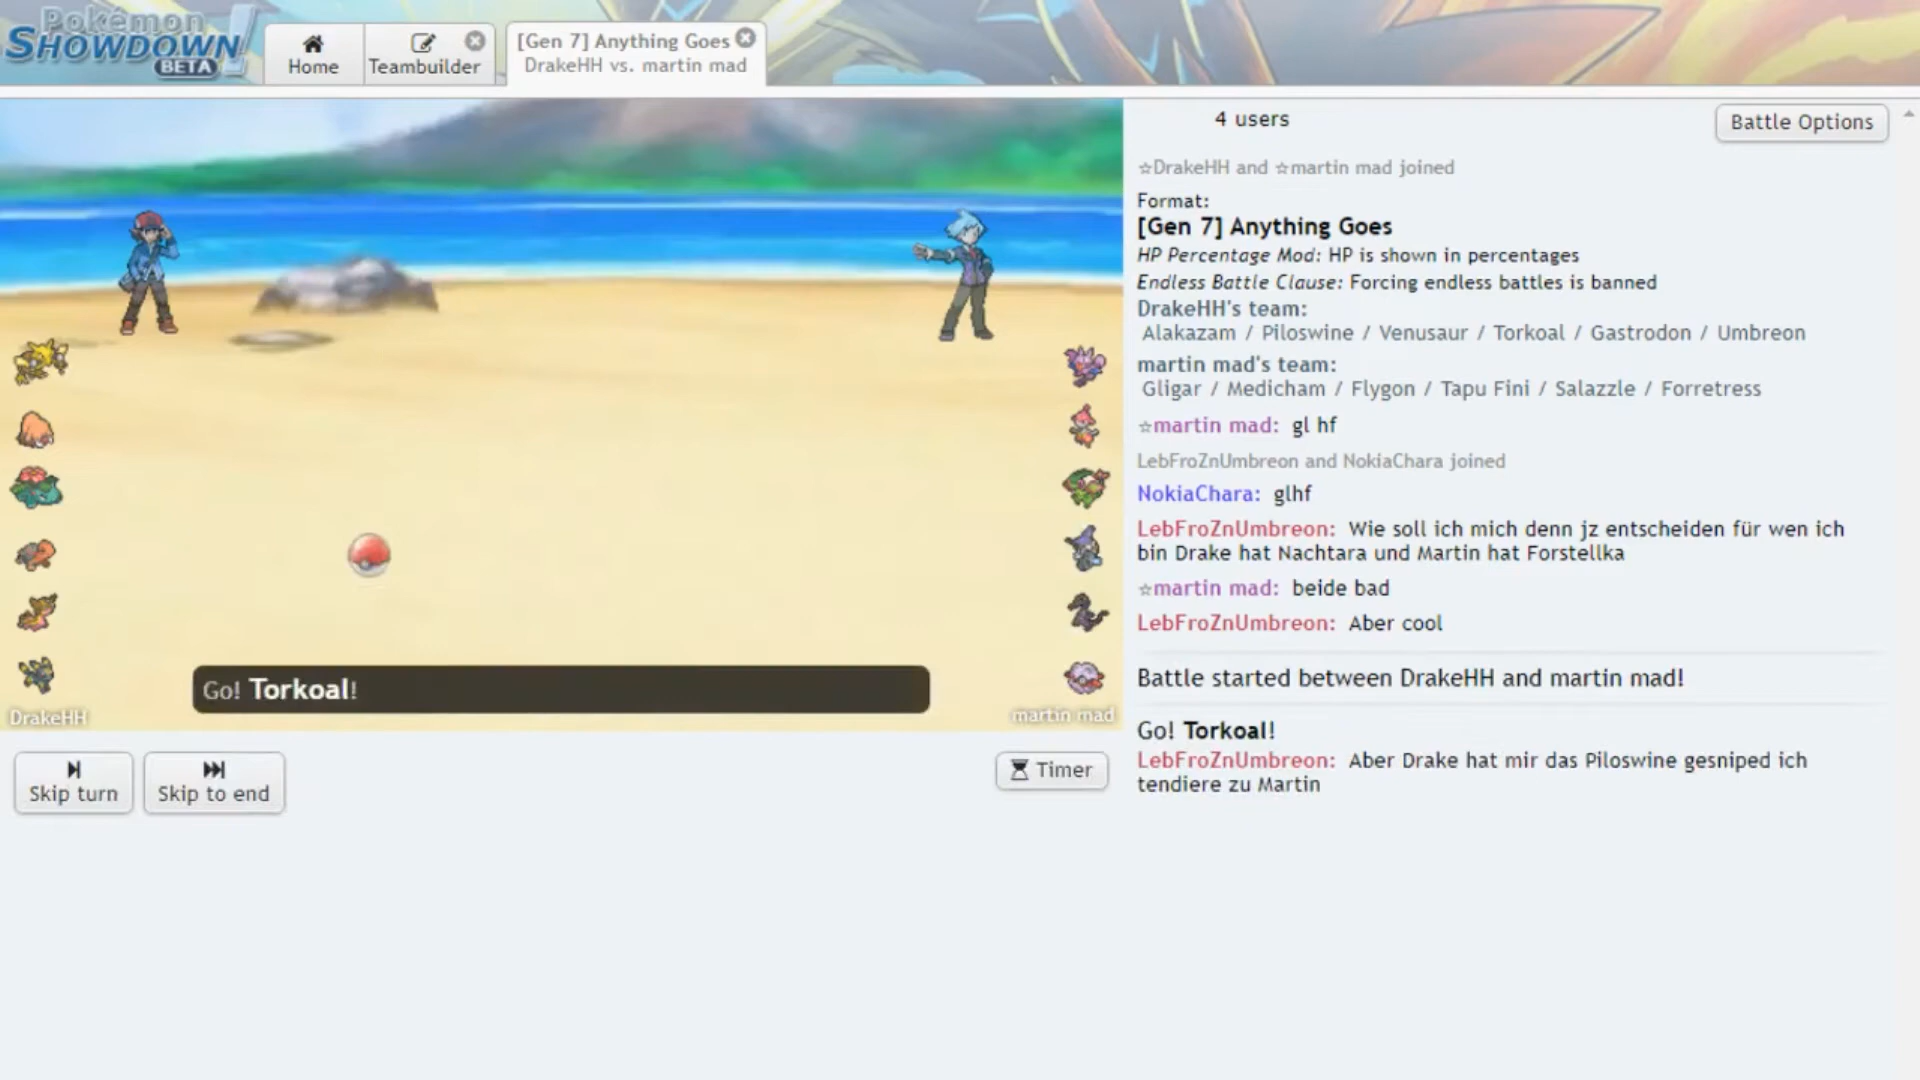 Pokémon
SHOWDOWN!
BETA
Home
Teambuilder
[Gen 7] Anything Goes
DrakeHH vs. martin mad
4 users
Battle Options
☆DrakeHH and ☆martin mad joined
Format:
[Gen 7] Anything Goes
HP Percentage Mod: HP is shown in percentages
Endless Battle Clause: Forcing endless battles is banned
DrakeHH's team:
Alakazam / Piloswine / Venusaur / Torkoal / Gastrodon / Umbreon
martin mad's team:
Gligar / Medicham / Flygon / Tapu Fini / Salazzle / Forretress
☆martin mad: gl hf
LebFroZnUmbreon and NokiaChara joined
NokiaChara: glhf
LebFroZnUmbreon: Wie soll ich mich denn jz entscheiden für wen ich
bin Drake hat Nachtara und Martin hat Forstellka
☆martin mad: beide bad
LebFroZnUmbreon: Aber cool
Battle started between DrakeHH and martin mad!
Go! Torkoal!
LebFroZnUmbreon: Aber Drake hat mir das Piloswine gesniped ich
tendiere zu Martin
Go! Torkoal!
DrakeHH
martin mad
Skip turn
Skip to end
Timer